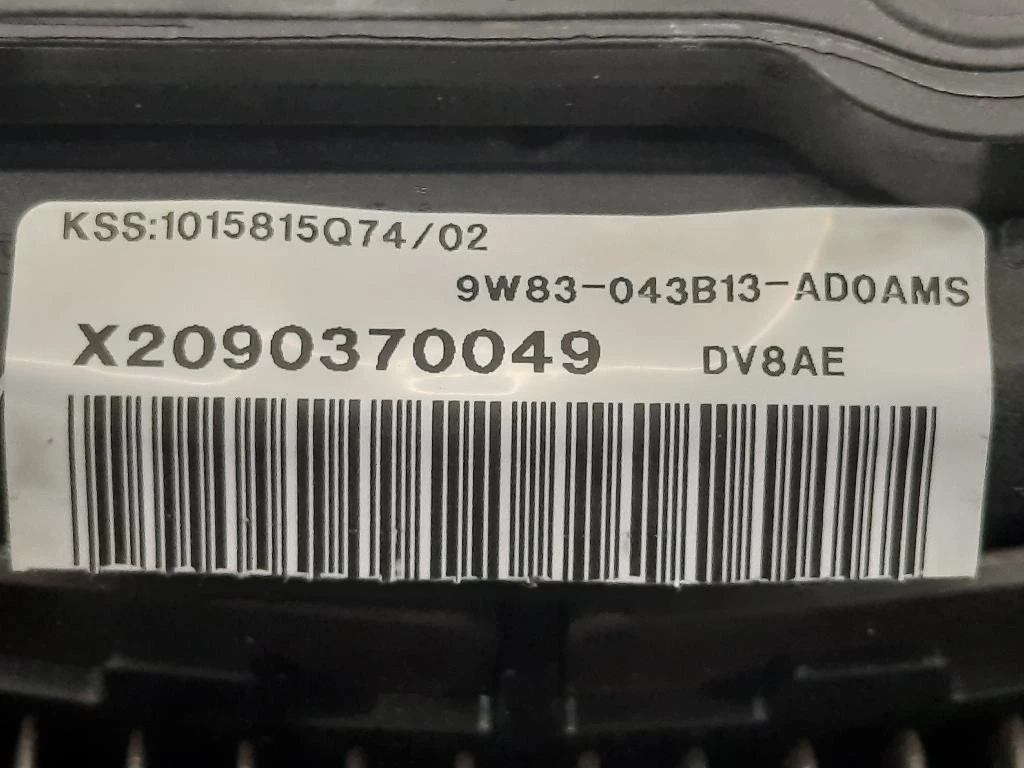 KSS:1015815Q74/02
9W83-043B13-AD0AMS
X2090370049 DV8AE